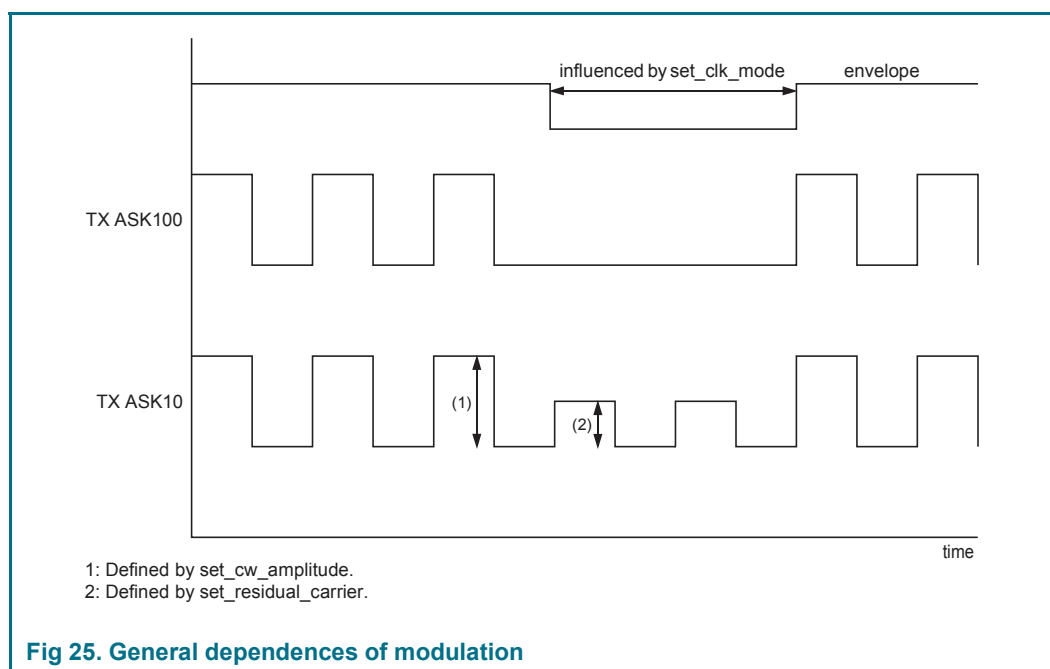 influenced by set_clk_mode
envelope
TX ASK100
TX ASK10
(1)
(2)
time
1: Defined by set_cw_amplitude.
2: Defined by set_residual_carrier.
Fig 25. General dependences of modulation